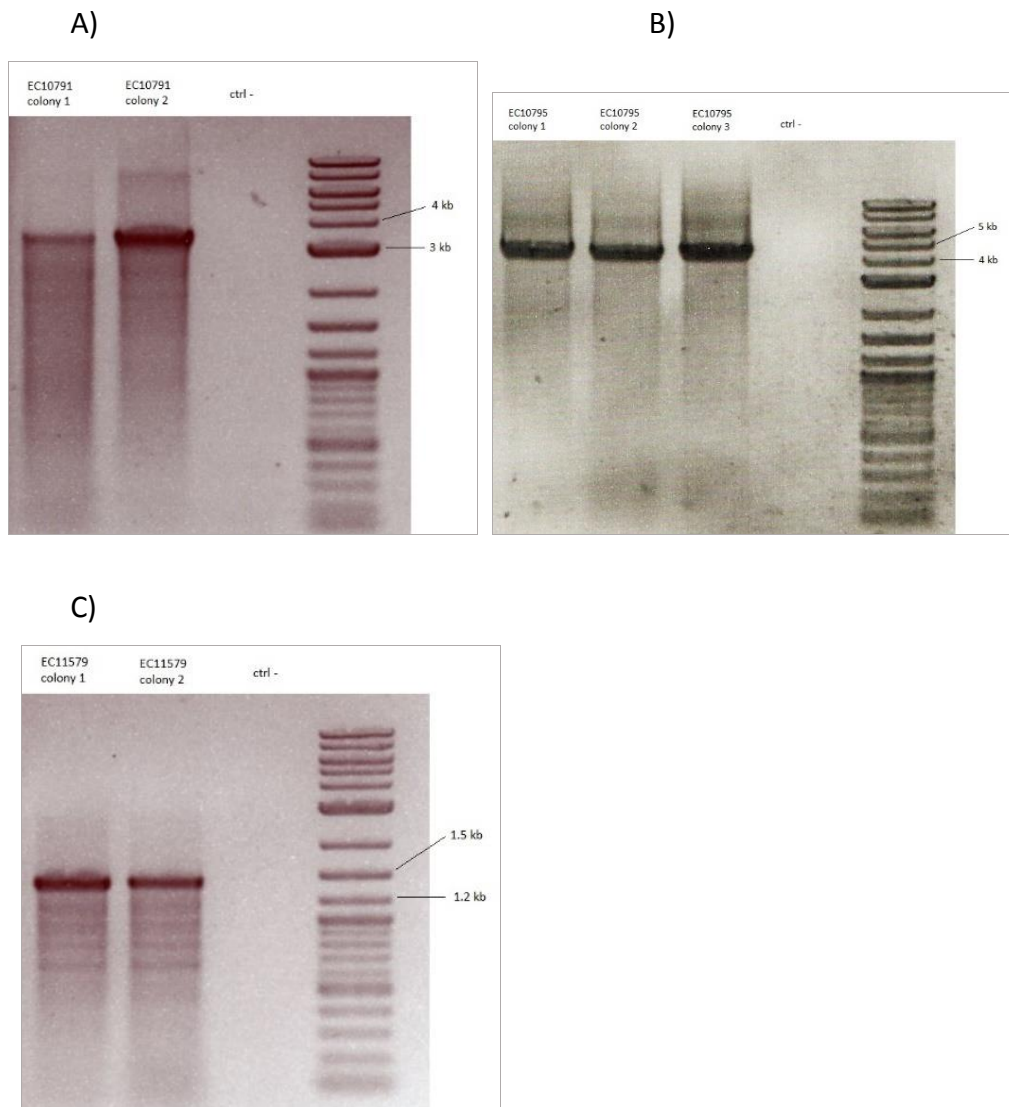 A)
B)
EC10791
colony 1
EC10791
colony 2
ctrl -
4 kb
3 kb
EC10795
colony 1
EC10795
colony 2
EC10795
colony 3
ctrl -
5 kb
4 kb
C)
EC11579
colony 1
EC11579
colony 2
ctrl -
1.5 kb
1.2 kb